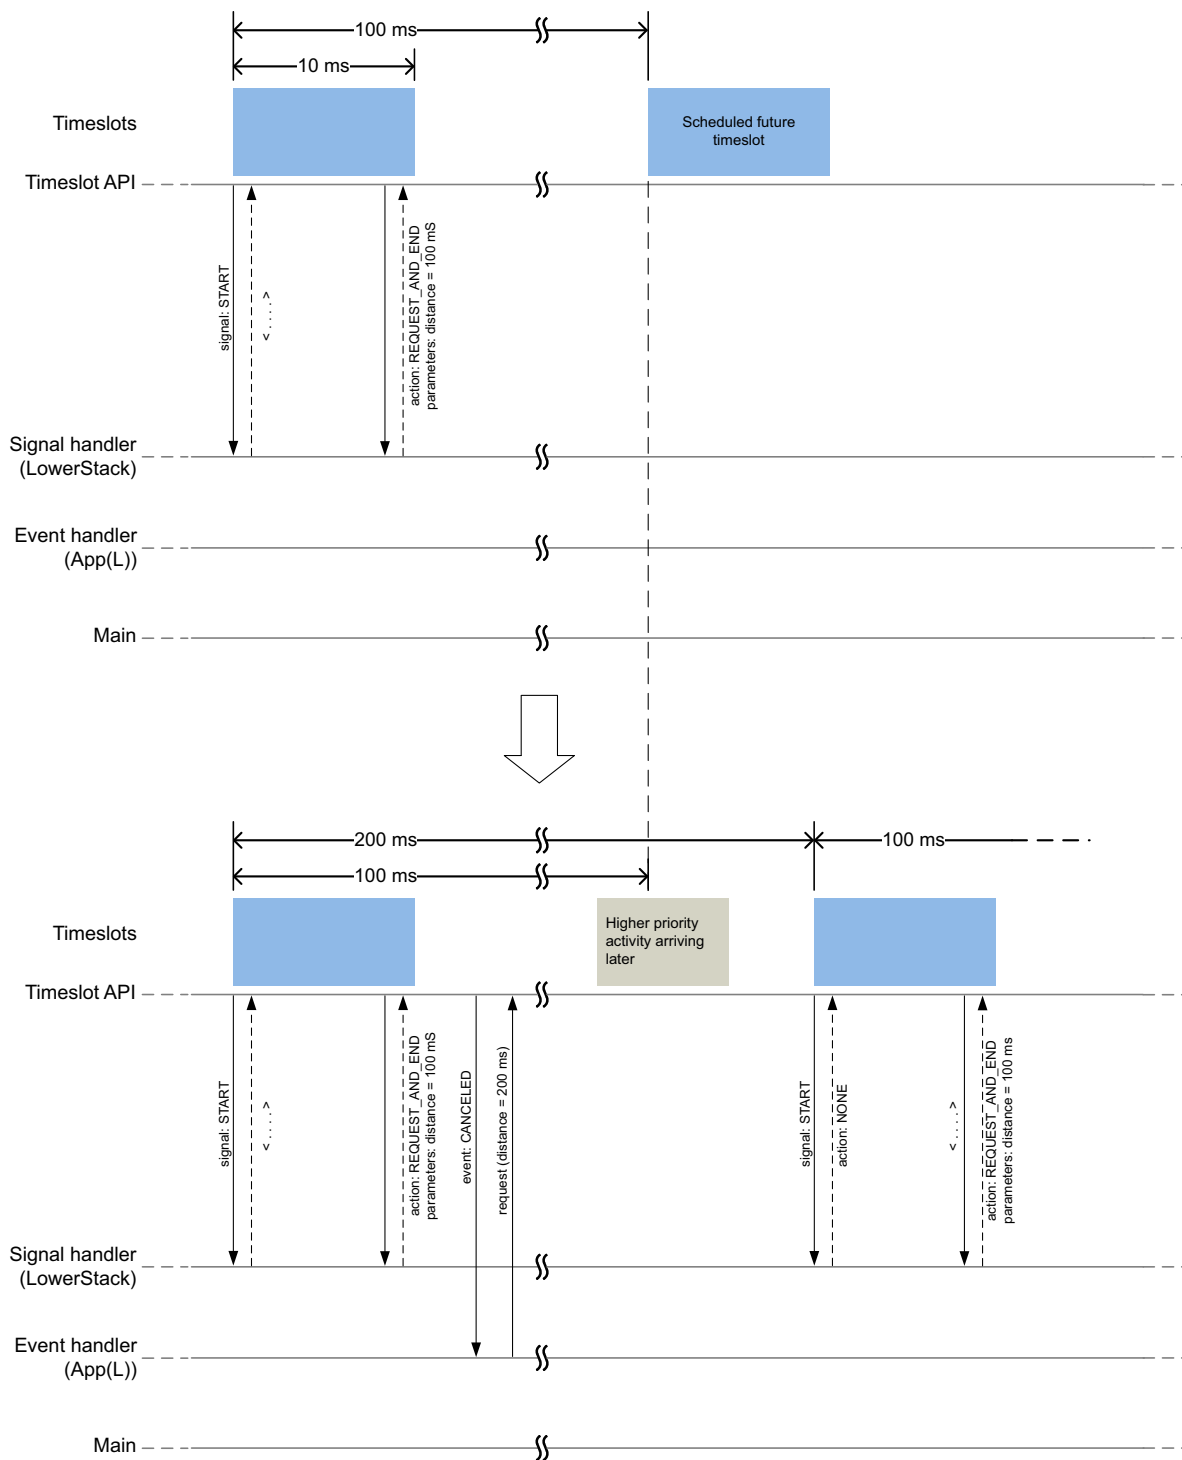 100 ms
10 ms
Timeslots
Scheduled future
timeslot
Timeslot API
signal: START
< . . . . >
action: REQUEST_AND_END
parameters: distance = 100 mS
Signal handler
(LowerStack)
Event handler
(App(L))
Main
200 ms
100 ms
100 ms
Timeslots
Higher priority
activity arriving
later
Timeslot API
signal: START
< . . . . >
action: REQUEST_AND_END
parameters: distance = 100 mS
event: CANCELED
request (distance = 200 ms)
signal: START
action: NONE
< . . . . >
action: REQUEST_AND_END
parameters: distance = 100 ms
Signal handler
(LowerStack)
Event handler
(App(L))
Main